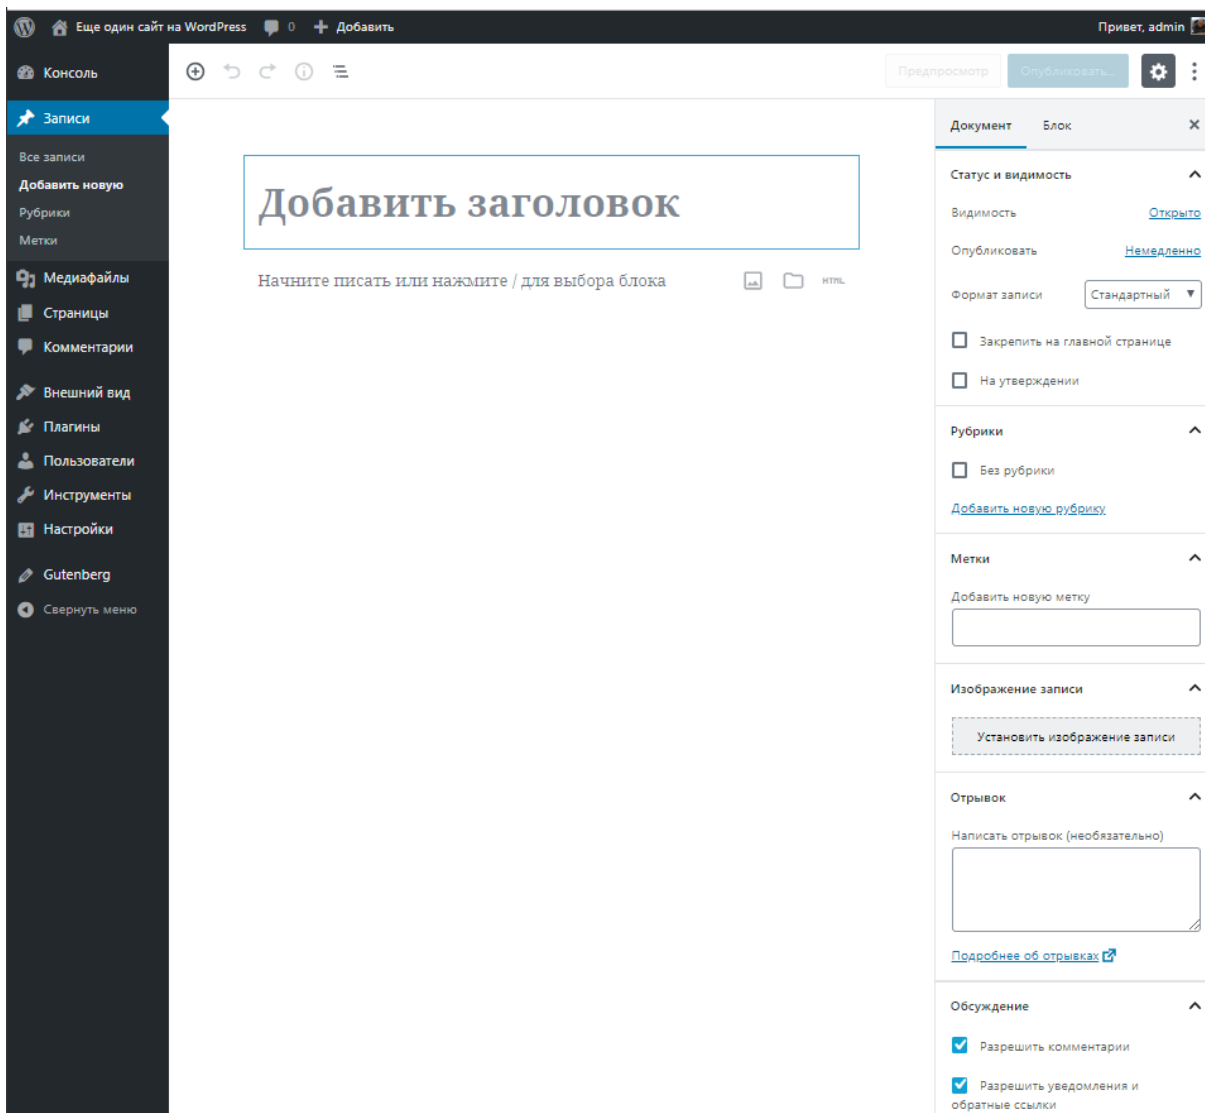 Еще один сайт на WordPress 0 Добавить Привет, admin
Консоль
Записи
Все записи
Добавить новую
Рубрики
Метки
Медиафайлы
Страницы
Комментарии
Внешний вид
Плагины
Пользователи
Инструменты
Настройки
Gutenberg
Свернуть меню
Предпросмотр Опубликовать...
Добавить заголовок
Начните писать или нажмите / для выбора блока HTML
Документ Блок
Статус и видимость
Видимость Открыто
Опубликовать Немедленно
Формат записи Стандартный
Закрепить на главной странице
На утверждении
Рубрики
Без рубрики
Добавить новую рубрику
Метки
Добавить новую метку
Изображение записи
Установить изображение записи
Отрывок
Написать отрывок (необязательно)
Подробнее об отрывках
Обсуждение
Разрешить комментарии
Разрешить уведомления и
обратные ссылки